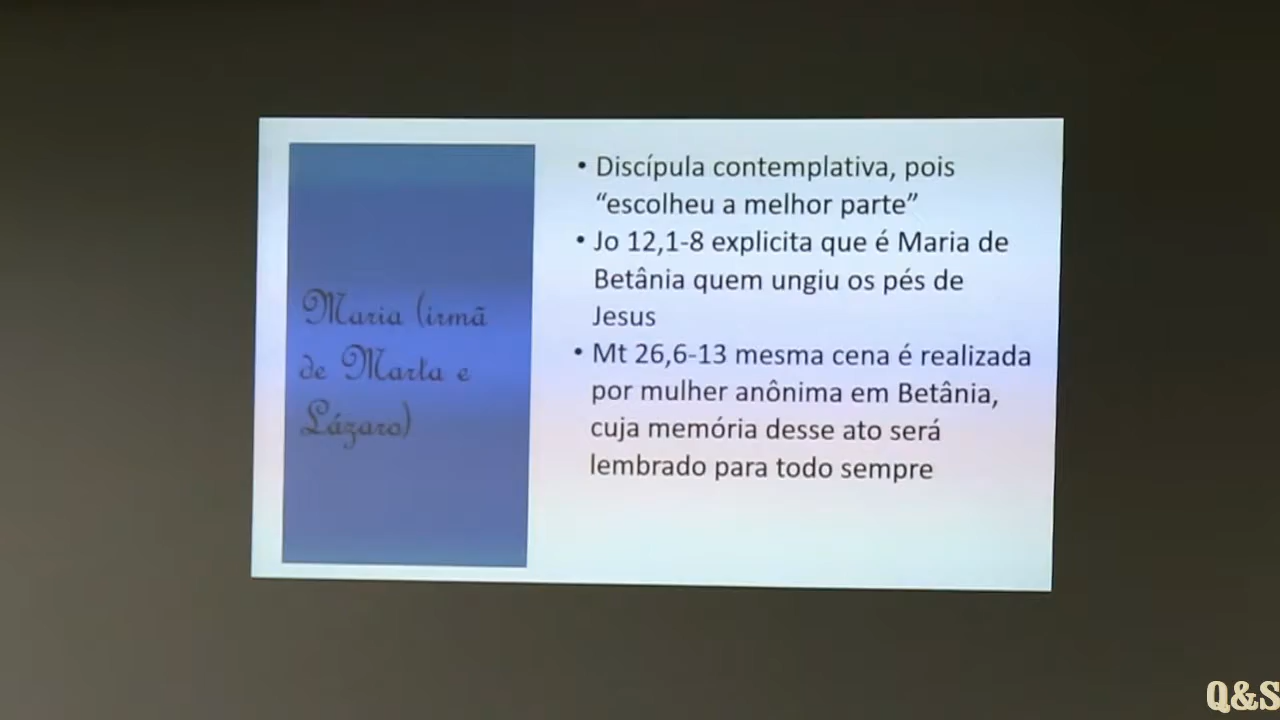 Maria (irmã
de Marta e
Lázaro)
• Discípula contemplativa, pois
“escolheu a melhor parte”
• Jo 12,1-8 explicita que é Maria de
Betânia quem ungiu os pés de
Jesus
• Mt 26,6-13 mesma cena é realizada
por mulher anônima em Betânia,
cuja memória desse ato será
lembrado para todo sempre
Q&S